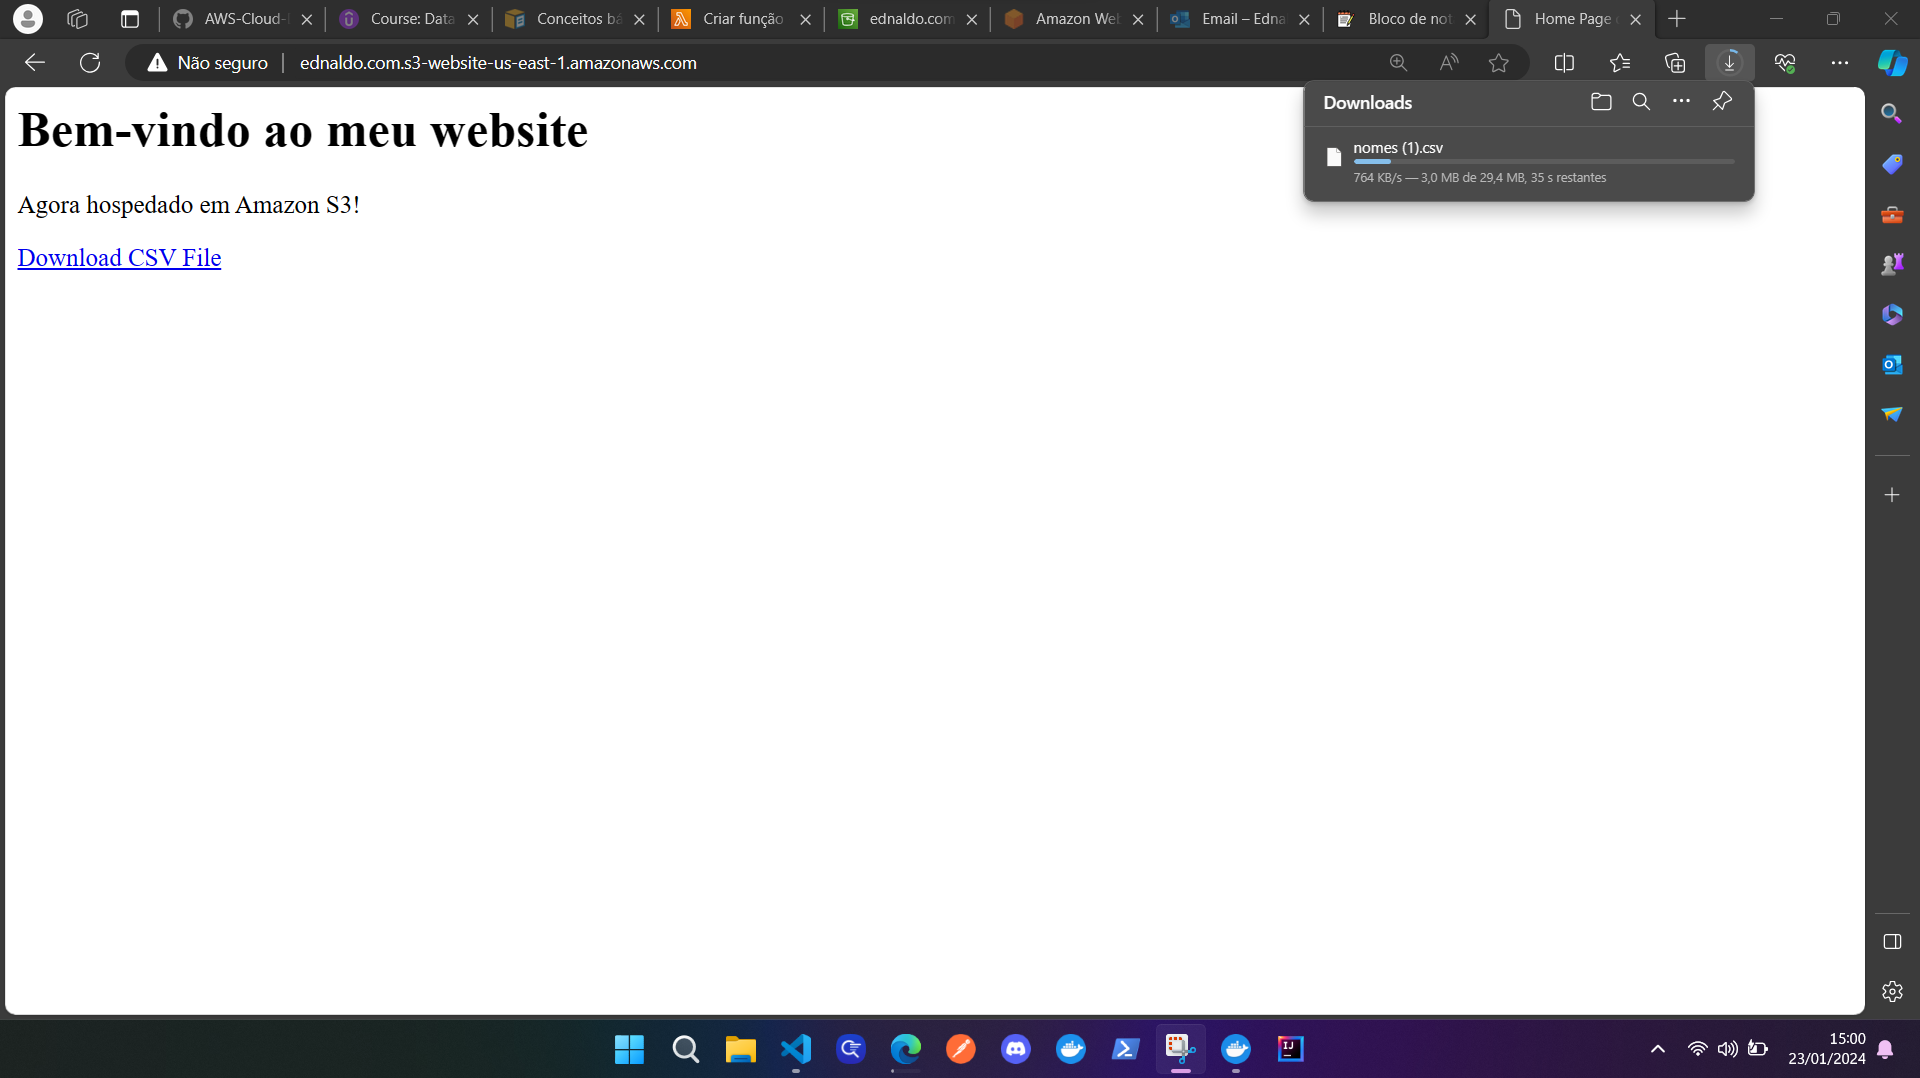 AWS-Cloud-
Course: Data
Conceitos bá
Criar função
ednaldo.com
Amazon Web
Email – Edna
Bloco de not
Home Page
Não seguro
ednaldo.com.s3-website-us-east-1.amazonaws.com
Downloads
nomes (1).csv
764 KB/s — 3,0 MB de 29,4 MB, 35 s restantes
Bem-vindo ao meu website
Agora hospedado em Amazon S3!
Download CSV File
15:00
23/01/2024